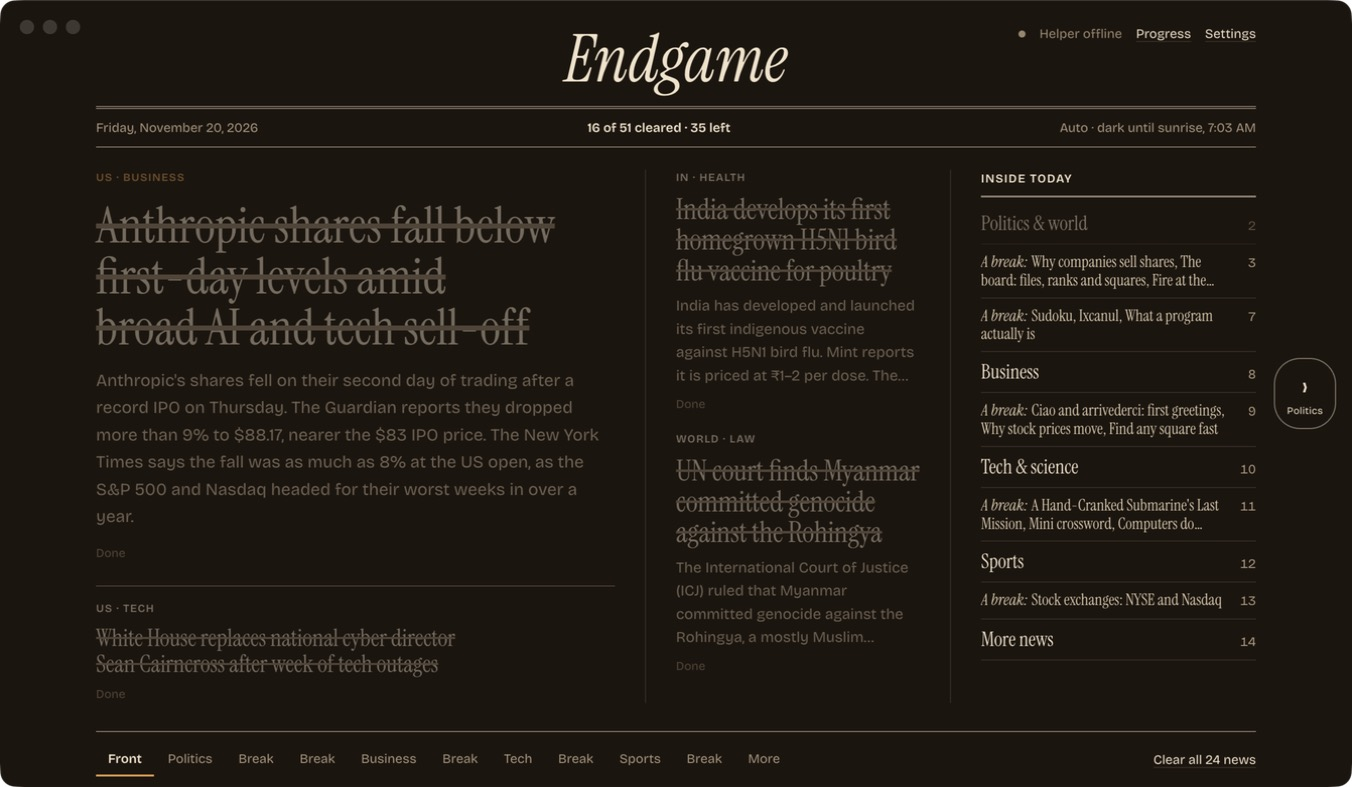 Endgame
Helper offline
Progress
Settings
Friday, November 20, 2026
16 of 51 cleared · 35 left
Auto · dark until sunrise, 7:03 AM
US · BUSINESS
Anthropic shares fall below
first-day levels amid
broad AI and tech sell-off
Anthropic's shares fell on their second day of trading after a
record IPO on Thursday. The Guardian reports they dropped
more than 9% to $88.17, nearer the $83 IPO price. The New York
Times says the fall was as much as 8% at the US open, as the
S&P 500 and Nasdaq headed for their worst weeks in over a
year.
Done
US · TECH
White House replaces national cyber director
Sean Cairncross after week of tech outages
Done
IN · HEALTH
India develops its first
homegrown H5N1 bird
flu vaccine for poultry
India has developed and launched
its first indigenous vaccine
against H5N1 bird flu. Mint reports
it is priced at ₹1–2 per dose. The...
Done
WORLD · LAW
UN court finds Myanmar
committed genocide
against the Rohingya
The International Court of Justice
(ICJ) ruled that Myanmar
committed genocide against the
Rohingya, a mostly Muslim...
Done
INSIDE TODAY
Politics & world 2
A break: Why companies sell shares, The 3
board: files, ranks and squares, Fire at the...
A break: Sudoku, Ixcanul, What a program 7
actually is
Business 8
A break: Ciao and arrivederci: first greetings, 9
Why stock prices move, Find any square fast
Tech & science 10
A break: A Hand-Cranked Submarine's Last 11
Mission, Mini crossword, Computers do...
Sports 12
A break: Stock exchanges: NYSE and Nasdaq 13
More news 14
Politics
Front
Politics
Break
Break
Business
Break
Tech
Break
Sports
Break
More
Clear all 24 news